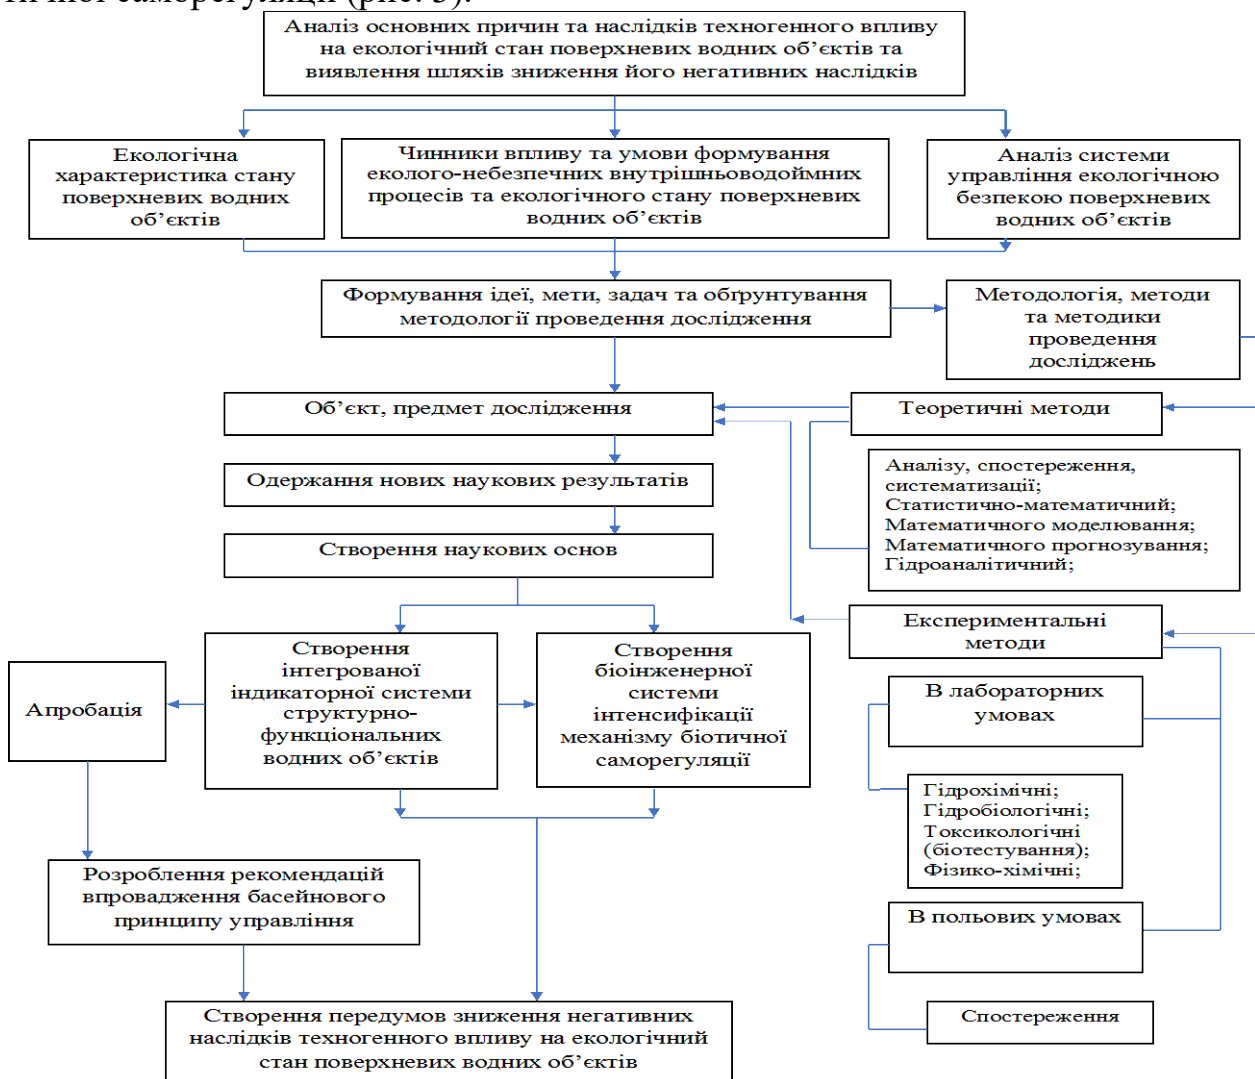 тичної саморегуляції (рис. 3).
Аналіз основних причин та наслідків техногенного впливу
на екологічний стан поверхневих водних об’єктів та
виявлення шляхів зниження його негативних наслідків
Екологічна
характеристика стану
поверхневих водних
об’єктів
Чинники впливу та умови формування
еколого-небезпечних внутрішньоводоймних
процесів та екологічного стану поверхневих
водних об’єктів
Аналіз системи
управління екологічною
безпекою поверхневих
водних об’єктів
Формування ідеї, мети, задач та обґрунтування
методології проведення дослідження
Методологія, методи
та методики
проведення
досліджень
Об’єкт, предмет дослідження
Теоретичні методи
Аналізу, спостереження,
систематизації;
Статистично-математичний;
Математичного моделювання;
Математичного прогнозування;
Гідроаналітичний;
Одержання нових наукових результатів
Створення наукових основ
Експериментальні
методи
Створення
інтегрованої
індикаторної системи
структурно-
функціональних
водних об’єктів
Створення
біоінженерної
системи
інтенсифікації
механізму біотичної
саморегуляції
Апробація
В лабораторних
умовах
Гідрохімічні;
Гідробіологічні;
Токсикологічні
(біотестування);
Фізико-хімічні;
Розроблення рекомендацій
впровадження басейнового
принципу управління
В польових умовах
Спостереження
Створення передумов зниження негативних
наслідків техногенного впливу на екологічний
стан поверхневих водних об’єктів